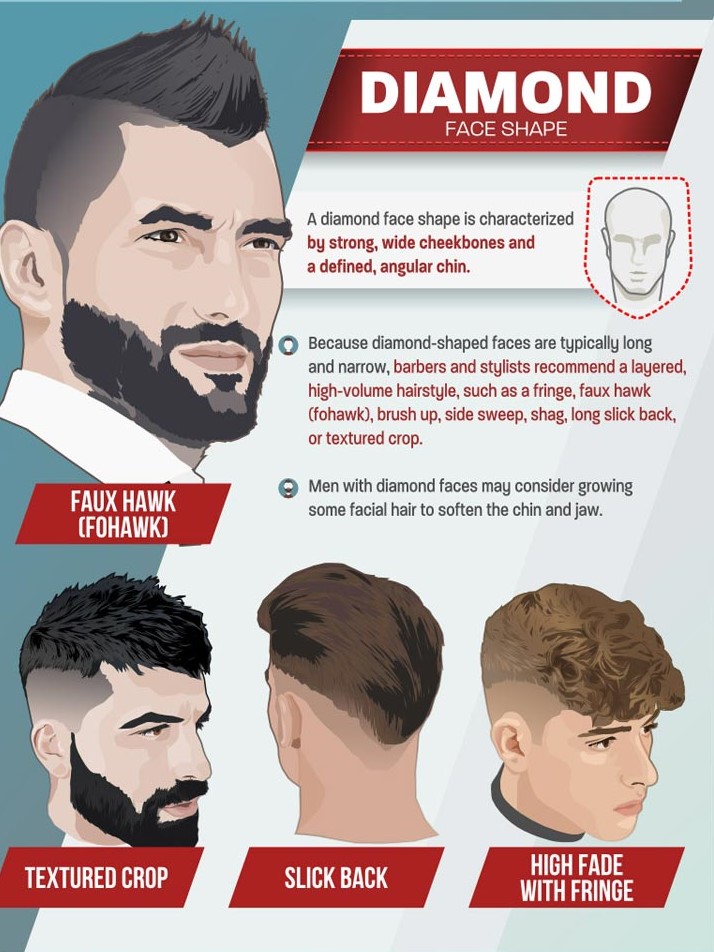 DIAMOND
FACE SHAPE
A diamond face shape is characterized
by strong, wide cheekbones and
a defined, angular chin.
Because diamond-shaped faces are typically long
and narrow, barbers and stylists recommend a layered,
high-volume hairstyle, such as a fringe, faux hawk
(fohawk), brush up, side sweep, shag, long slick back,
or textured crop.
Men with diamond faces may consider growing
some facial hair to soften the chin and jaw.
FAUX HAWK
(FOHAWK)
TEXTURED CROP
SLICK BACK
HIGH FADE
WITH FRINGE